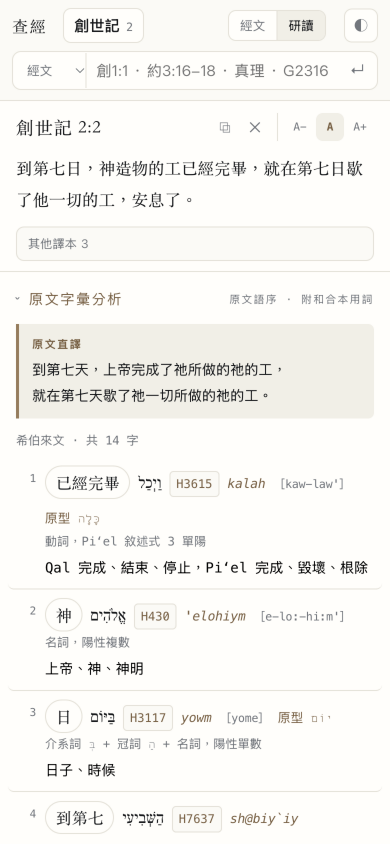 查經 創世記 2 經文 研讀
經文 創1:1 · 約3:16–18 · 真理 · G2316
創世記 2:2 A− A A+
到第七日，神造物的工已經完畢，就在第七日歇
了他一切的工，安息了。
其他譯本 3
原文字彙分析 原文語序 · 附和合本用詞
原文直譯
到第七天，上帝完成了祂所做的祂的工，
就在第七天歇了祂一切所做的祂的工。
希伯來文 · 共 14 字
1 已經完畢 וַיְכַל H3615 kalah [kaw-law']
原型 כָּלָה
動詞，Pi‘el 敘述式 3 單陽
Qal 完成、結束、停止，Pi‘el 完成、毀壞、根除
2 神 אֱלֹהִים H430 'elohiym [e-lo:-hi:m']
名詞，陽性複數
上帝、神、神明
3 日 בַּיּוֹם H3117 yowm [yome] 原型 יוֹם
介系詞 בְּ + 冠詞 הַ + 名詞，陽性單數
日子、時候
4 到第七 הַשְּׁבִיעִי H7637 sh@biy`iy